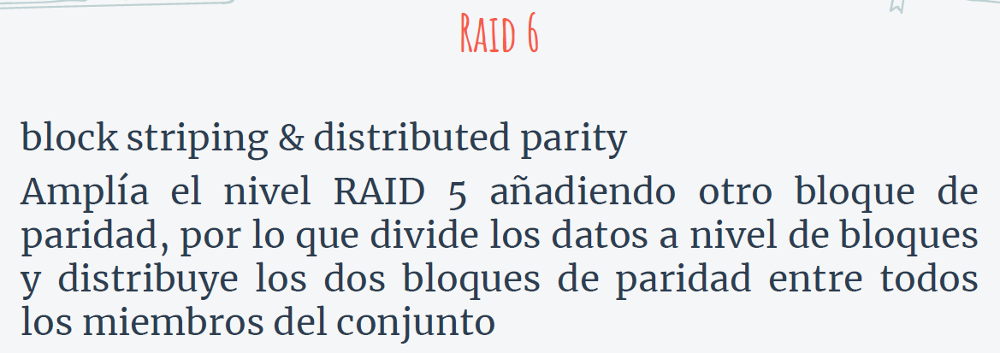 Raid 6
block striping & distributed parity
Amplía el nivel RAID 5 añadiendo otro bloque de
paridad, por lo que divide los datos a nivel de bloques
y distribuye los dos bloques de paridad entre todos
los miembros del conjunto